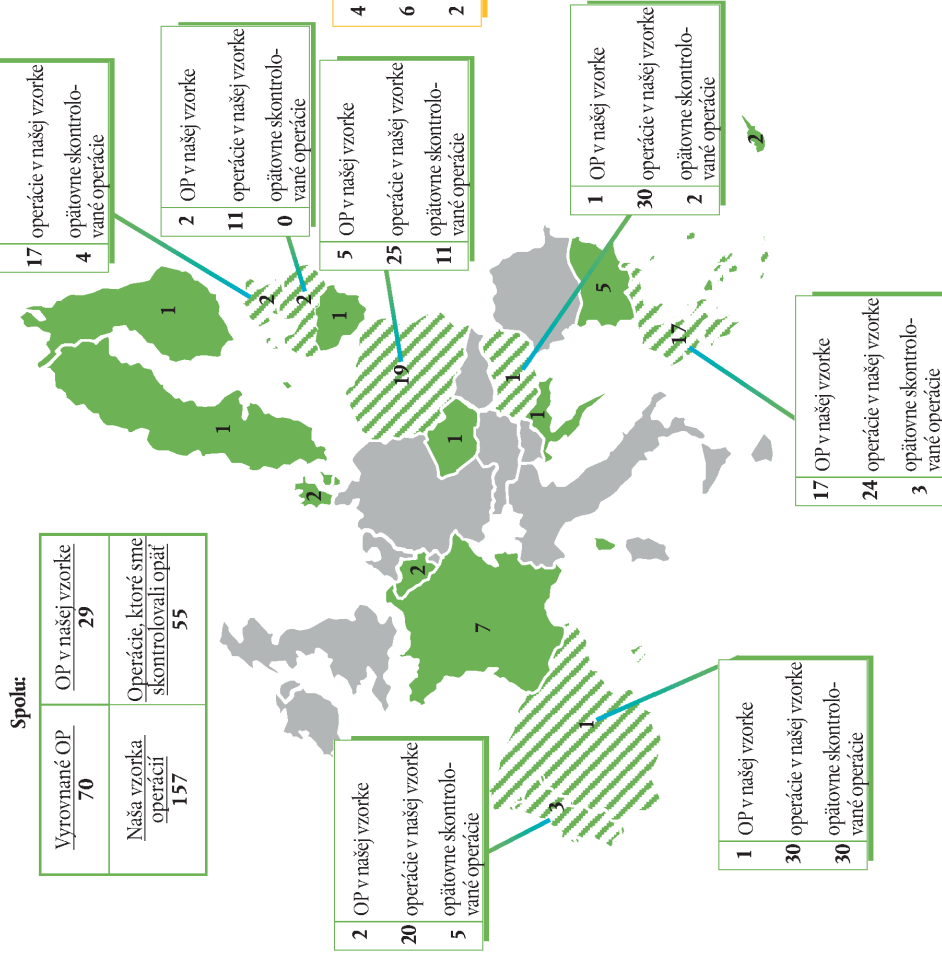 Spolu:
Vyrovnané OP
70
OP v našej vzorke
29
Naša vzorka
operácií
157
Operácie, ktoré sme
skontrolovali opäť
55
17 operácie v našej vzorke
4 opätovne skontrolo-
vané operácie
2 OP v našej vzorke
11 operácie v našej vzorke
0 opätovne skontrolo-
vané operácie
5 OP v našej vzorke
25 operácie v našej vzorke
11 opätovne skontrolo-
vané operácie
4
6
2
1 OP v našej vzorke
30 operácie v našej vzorke
2 opätovne skontrolo-
vané operácie
17 OP v našej vzorke
24 operácie v našej vzorke
3 opätovne skontrolo-
vané operácie
1 OP v našej vzorke
30 operácie v našej vzorke
30 opätovne skontrolo-
vané operácie
2 OP v našej vzorke
20 operácie v našej vzorke
5 opätovne skontrolo-
vané operácie
1
1
2
2
1
2
19
1
2
7
1
1
5
17
2
3
1